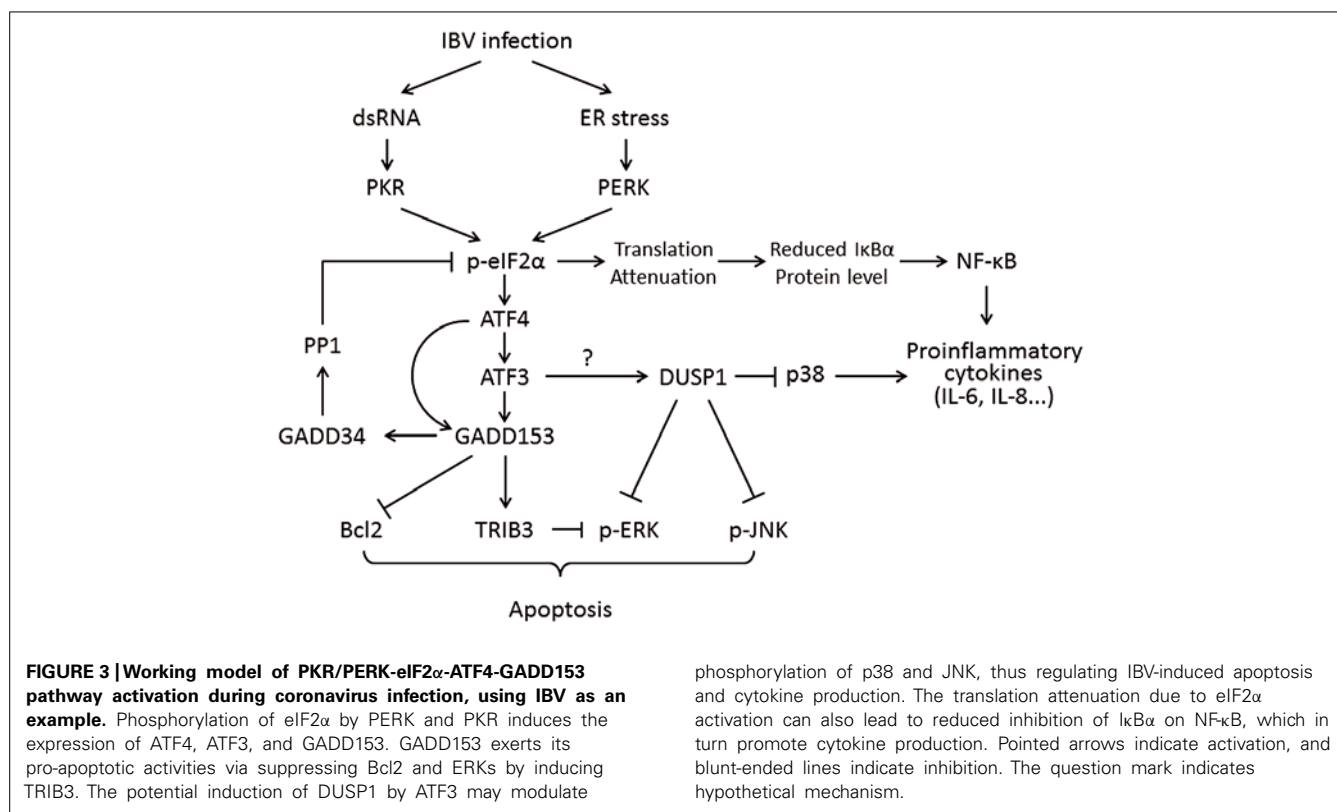 IBV infection
dsRNA
ER stress
PKR
PERK
p-eIF2α
Translation
Attenuation
Reduced IκBα
Protein level
NF-κB
ATF4
PP1
ATF3
?
DUSP1
p38
Proinflammatory
cytokines
(IL-6, IL-8...)
GADD34
GADD153
Bcl2
TRIB3
p-ERK
p-JNK
Apoptosis
FIGURE 3 | Working model of PKR/PERK-eIF2α-ATF4-GADD153
pathway activation during coronavirus infection, using IBV as an
example. Phosphorylation of eIF2α by PERK and PKR induces the
expression of ATF4, ATF3, and GADD153. GADD153 exerts its
pro-apoptotic activities via suppressing Bcl2 and ERKs by inducing
TRIB3. The potential induction of DUSP1 by ATF3 may modulate
phosphorylation of p38 and JNK, thus regulating IBV-induced apoptosis
and cytokine production. The translation attenuation due to eIF2α
activation can also lead to reduced inhibition of IκBα on NF-κB, which in
turn promote cytokine production. Pointed arrows indicate activation, and
blunt-ended lines indicate inhibition. The question mark indicates
hypothetical mechanism.